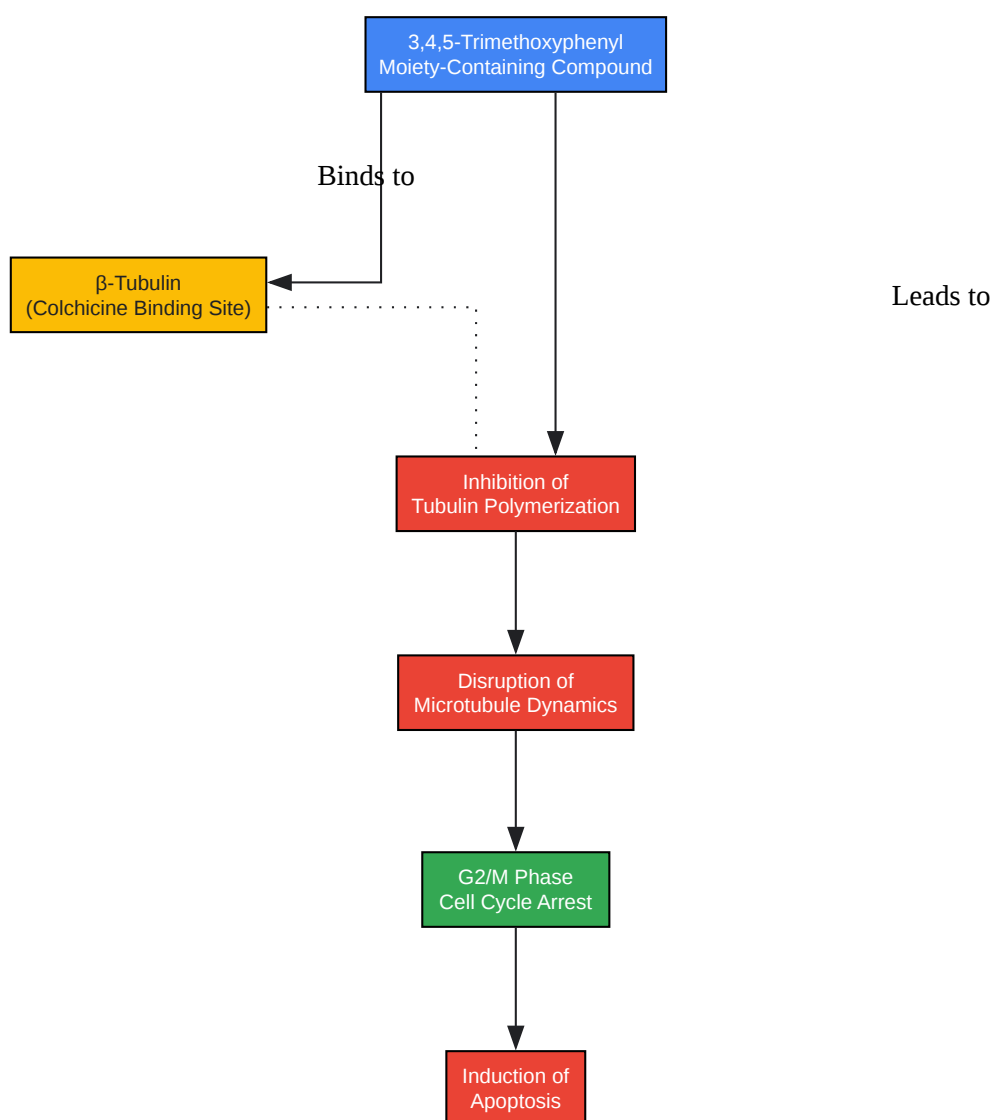 3,4,5-Trimethoxyphenyl
Moiety-Containing Compound
Binds to
β-Tubulin
(Colchicine Binding Site)
Leads to
Inhibition of
Tubulin Polymerization
Disruption of
Microtubule Dynamics
G2/M Phase
Cell Cycle Arrest
Induction of
Apoptosis